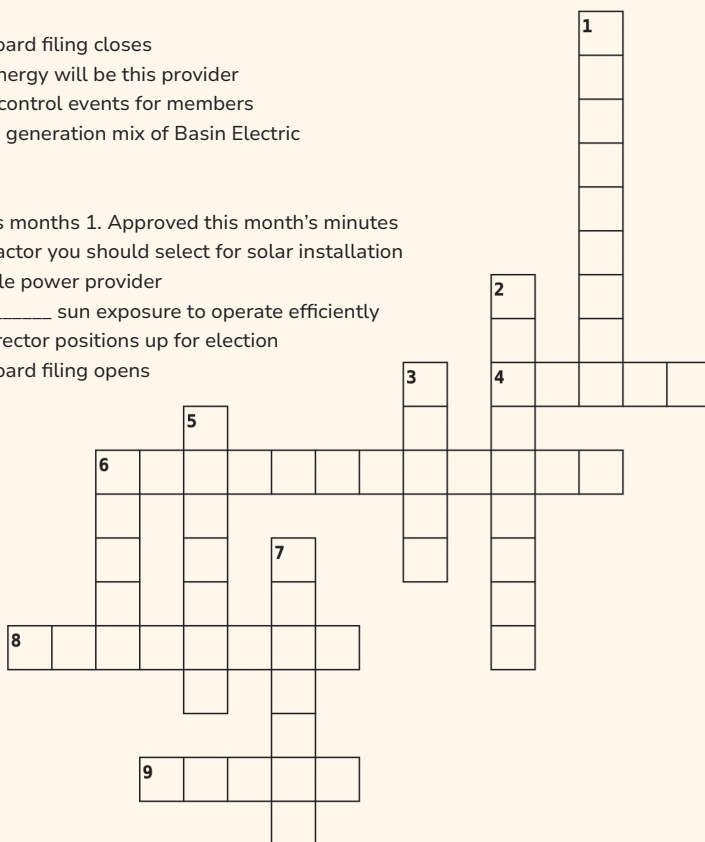 oard filing closes
nergy will be this provider
control events for members
generation mix of Basin Electric
s months 1. Approved this month’s minutes
actor you should select for solar installation
le power provider
______ sun exposure to operate efficiently
rector positions up for election
oard filing opens
1
2
3
4
5
6
7
8
9